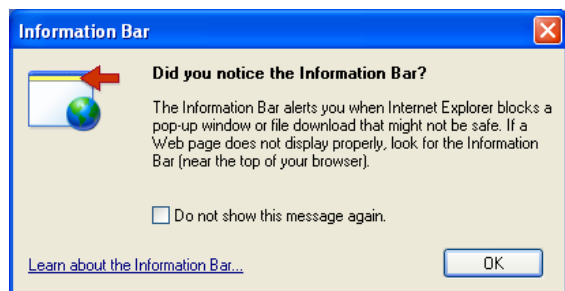 Information Bar
Did you notice the Information Bar?
The Information Bar alerts you when Internet Explorer blocks a
pop-up window or file download that might not be safe. If a
Web page does not display properly, look for the Information
Bar (near the top of your browser).
Do not show this message again.
Learn about the Information Bar...
OK